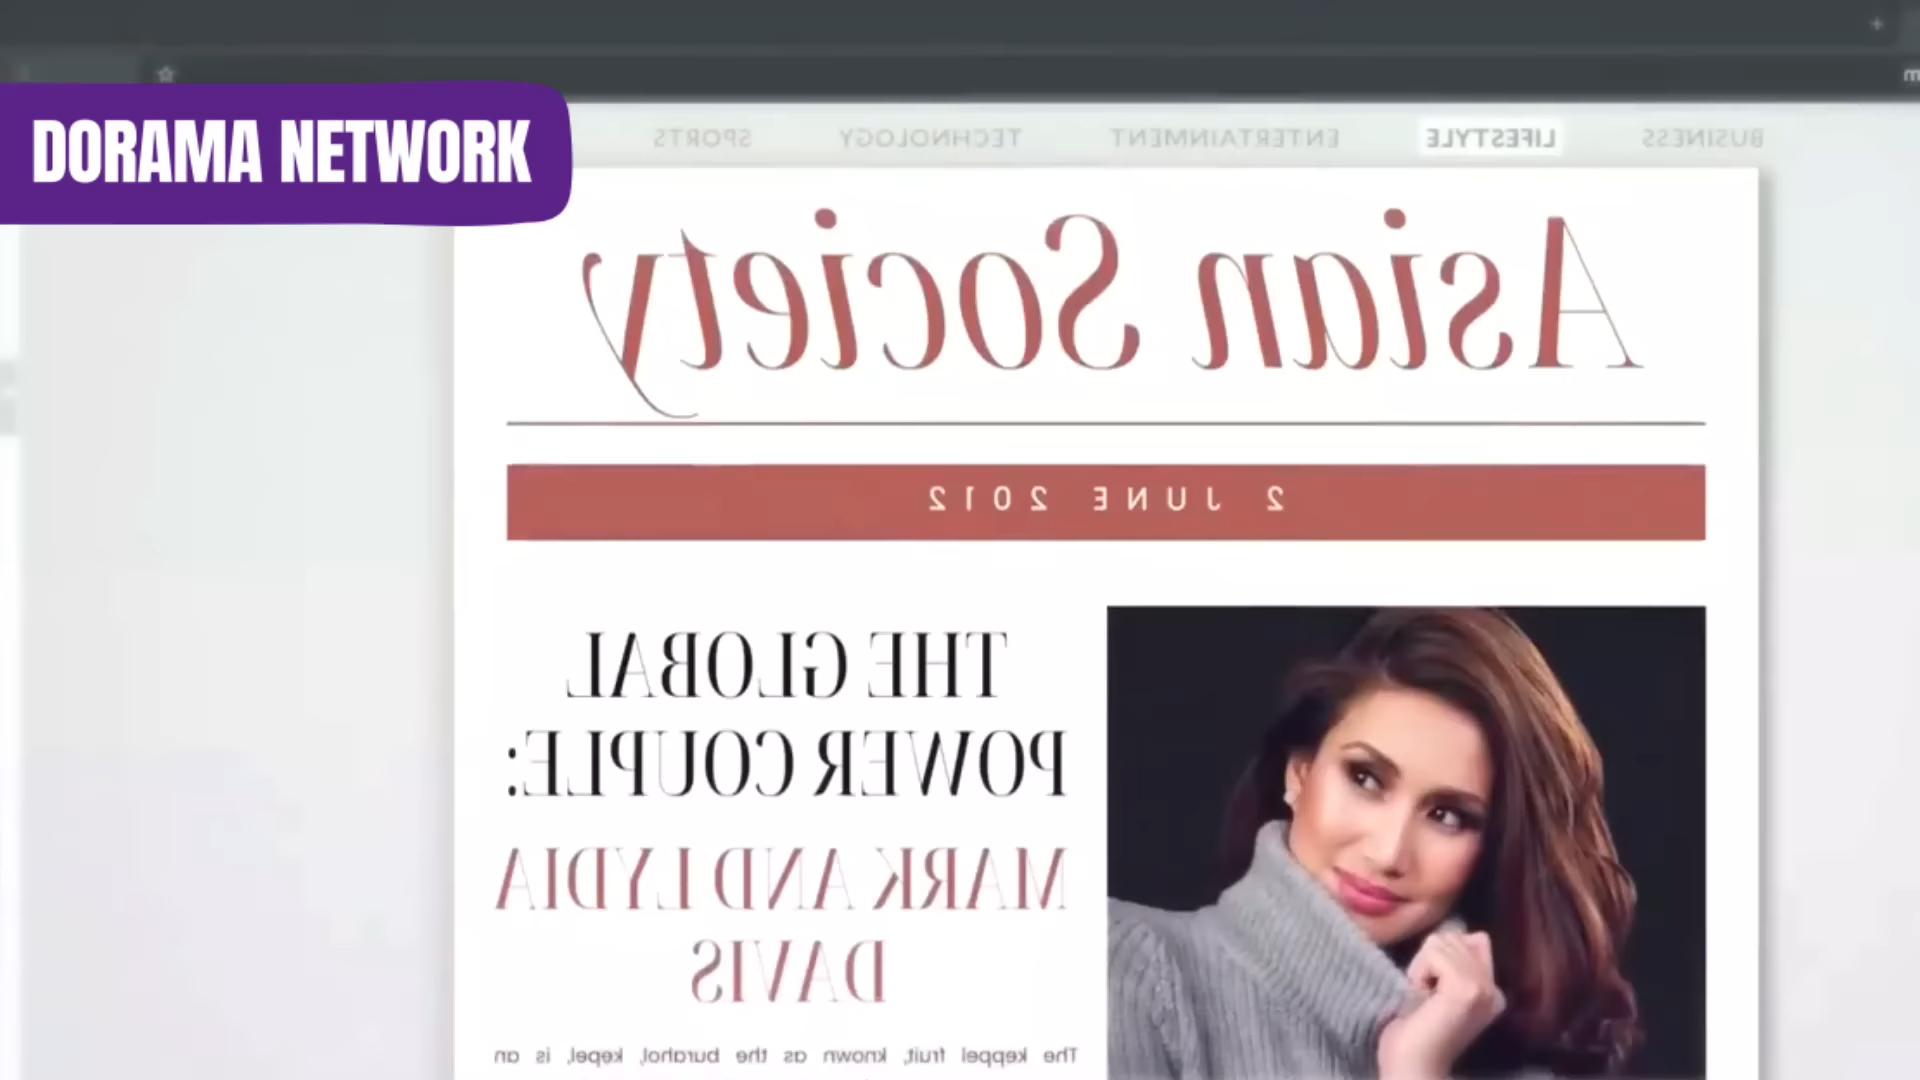 DORAMA NETWORK
BUSINESS LIFESTYLE ENTERTAINMENT TECHNOLOGY SPORTS
Asian Society
2 JUNE 2012
THE GLOBAL
POWER COUPLE:
MARK AND LYDIA
DAVIS
The keppel fruit, known as the burahol, kepel, is an